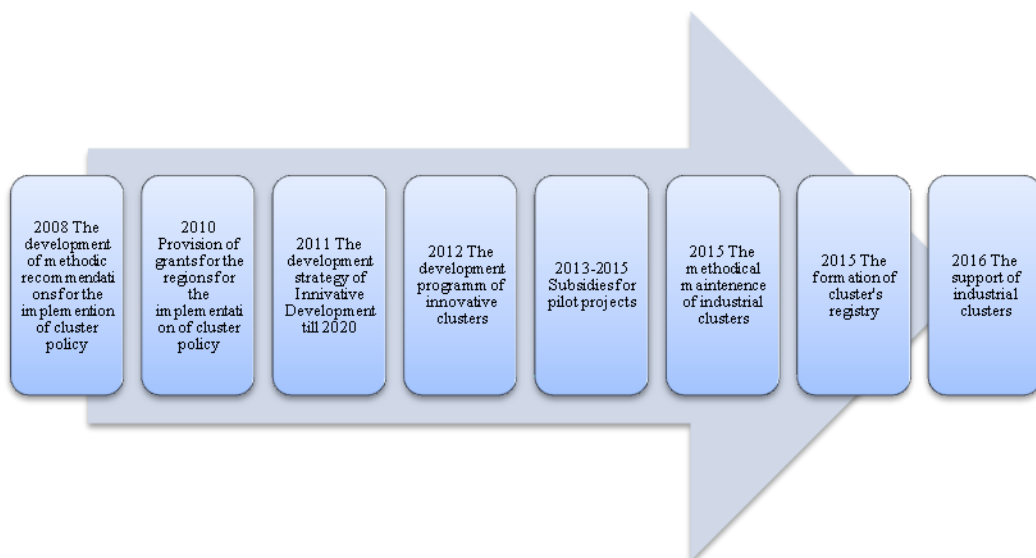 2008 The
development
of methodic
recommendati
ons for the
implemention
of cluster
policy
2010
Provision of
grants for the
regions for
the
implementati
on of cluster
policy
2011 The
development
strategy of
Innivative
Development
till 2020
2012 The
development
programm of
innovative
clusters
2013-2015
Subsidies for
pilot projects
2015 The
methodical
maintenence
of industrial
clusters
2015 The
formation of
cluster's
registry
2016 The
support of
industrial
clusters